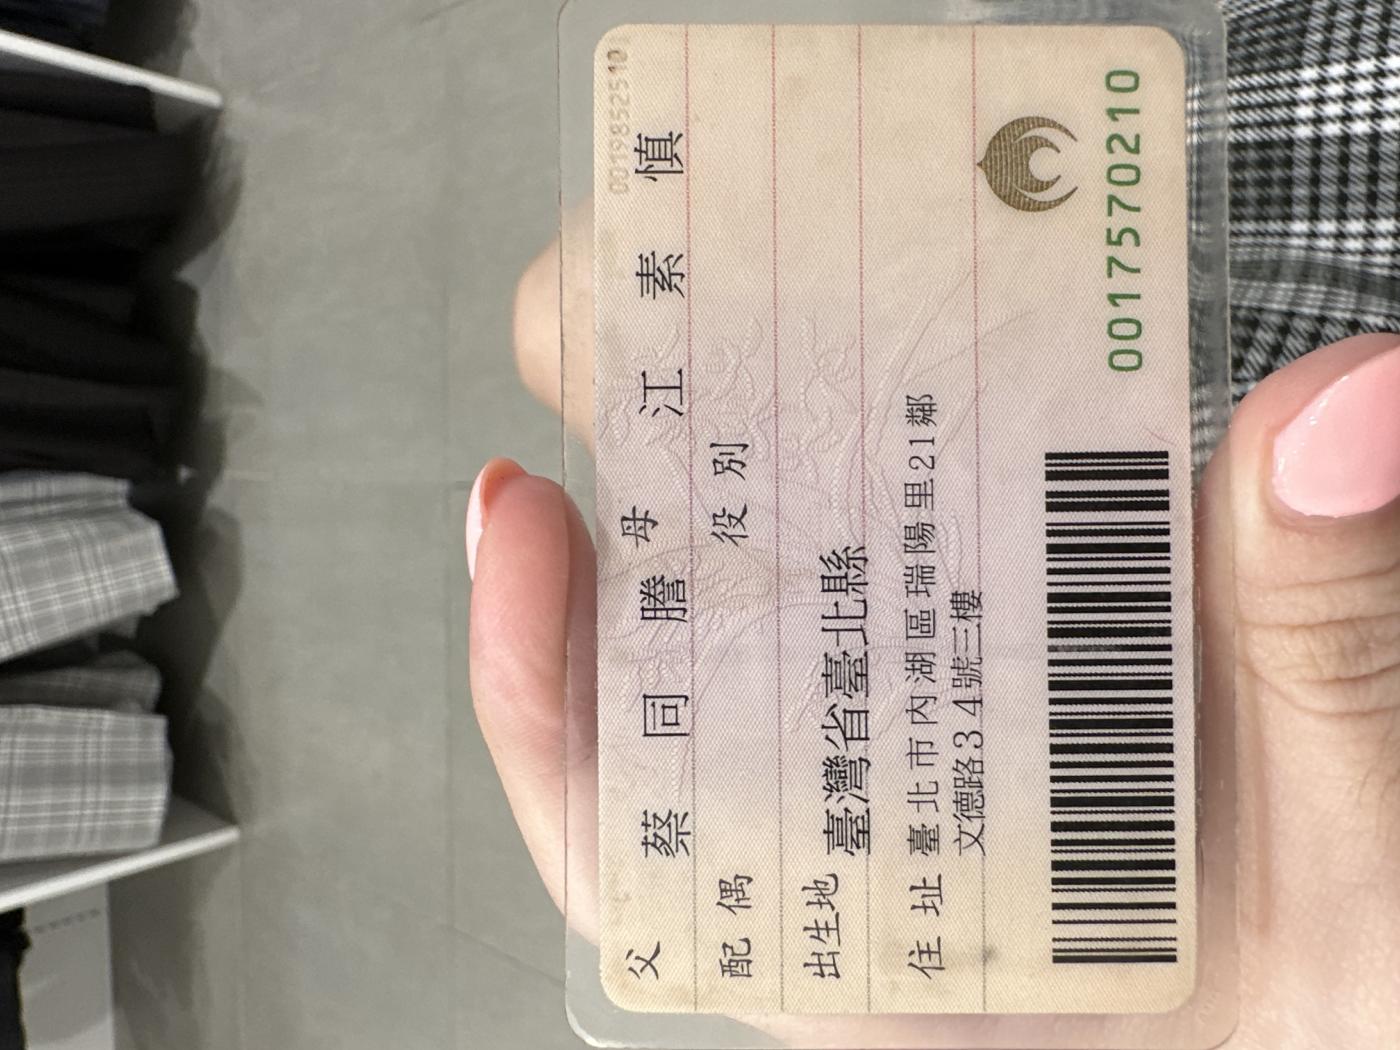 0019852510
父 蔡同謄 母 江素慎
配偶 役別
出生地 臺灣省臺北縣
住址 臺北市內湖區瑞陽里21鄰
文德路34號三樓
0017570210